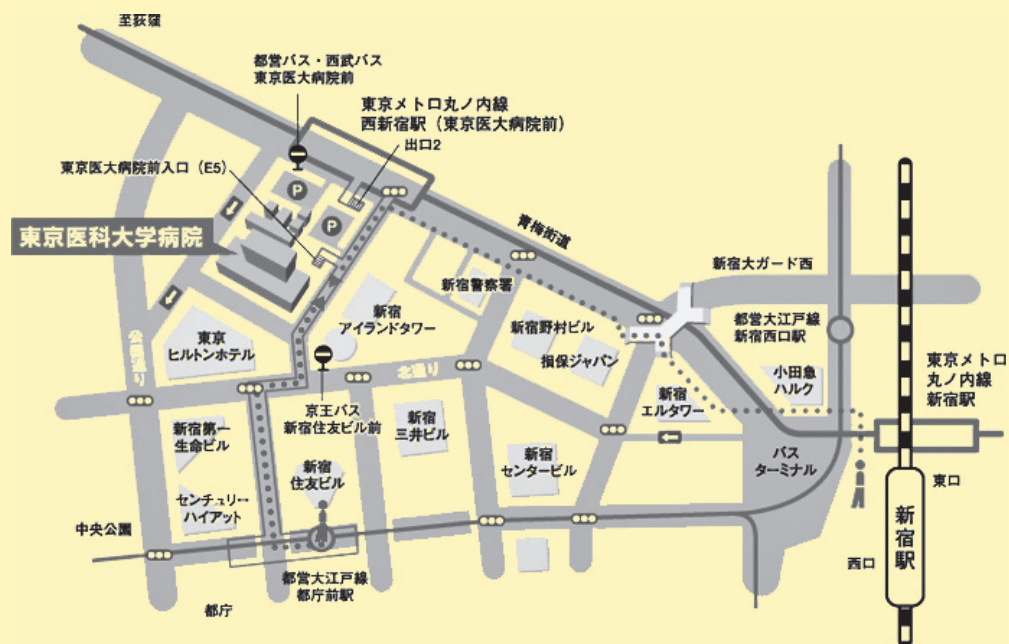 至荻窪
都営バス・西武バス
東京医大病院前
東京メトロ丸ノ内線
西新宿駅（東京医大病院前）
出口2
東京医大病院前入口（E5）
P
P
東京医科大学病院
青梅街道
新宿大ガード西
新宿警察署
新宿
アイランドタワー
新宿野村ビル
損保ジャパン
都営大江戸線
新宿西口駅
東京
ヒルトンホテル
公園通り
北通り
小田急
ハルク
東京メトロ
丸ノ内線
新宿駅
京王バス
新宿住友ビル前
新宿
エルタワー
新宿第一
生命ビル
新宿
三井ビル
新宿
センタービル
バス
ターミナル
新宿
住友ビル
センチュリー
ハイアット
東口
新宿駅
西口
中央公園
都営大江戸線
都庁前駅
都庁